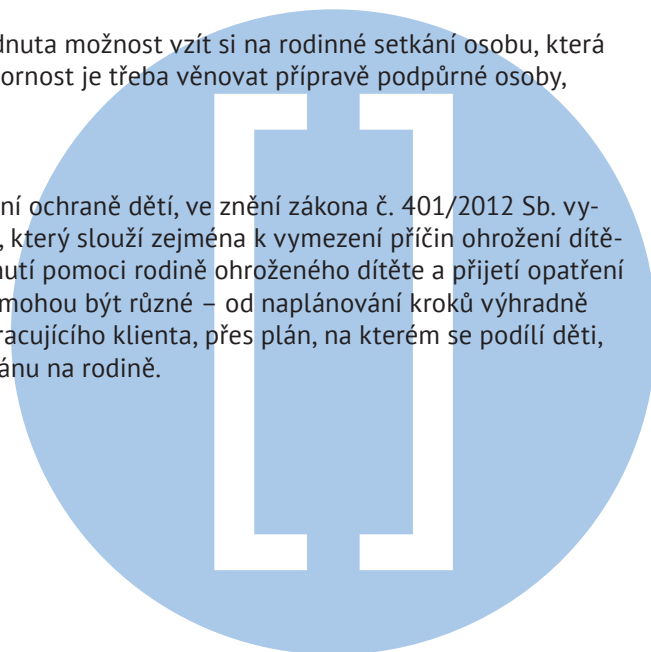 dnuta možnost vzít si na rodinné setkání osobu, která
ornost je třeba věnovat přípravě podpůrné osoby,
ní ochraně dětí, ve znění zákona č. 401/2012 Sb. vy-
, který slouží zejména k vymezení příčin ohrožení dítě-
nutí pomoci rodině ohroženého dítěte a přijetí opatření
mohou být různé – od naplánování kroků výhradně
racujícího klienta, přes plán, na kterém se podílí děti,
ánu na rodině.